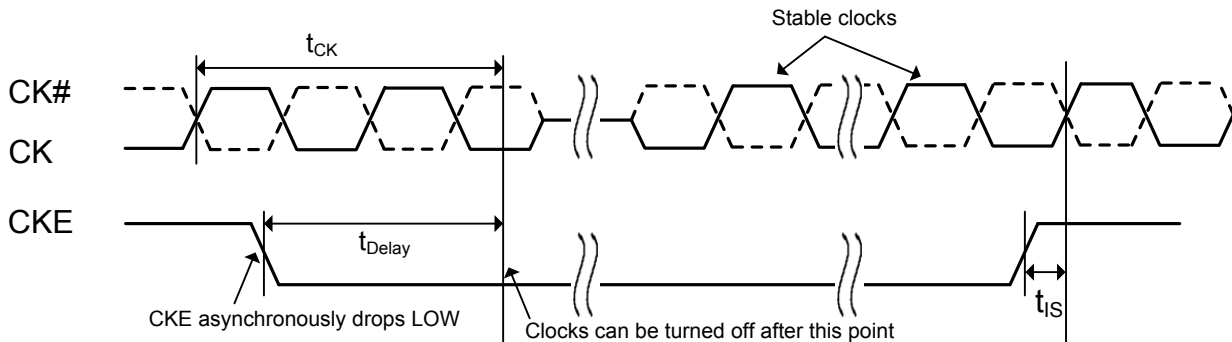 Stable clocks
tCK
CK#
CK
CKE
tDelay
tIS
CKE asynchronously drops LOW
Clocks can be turned off after this point